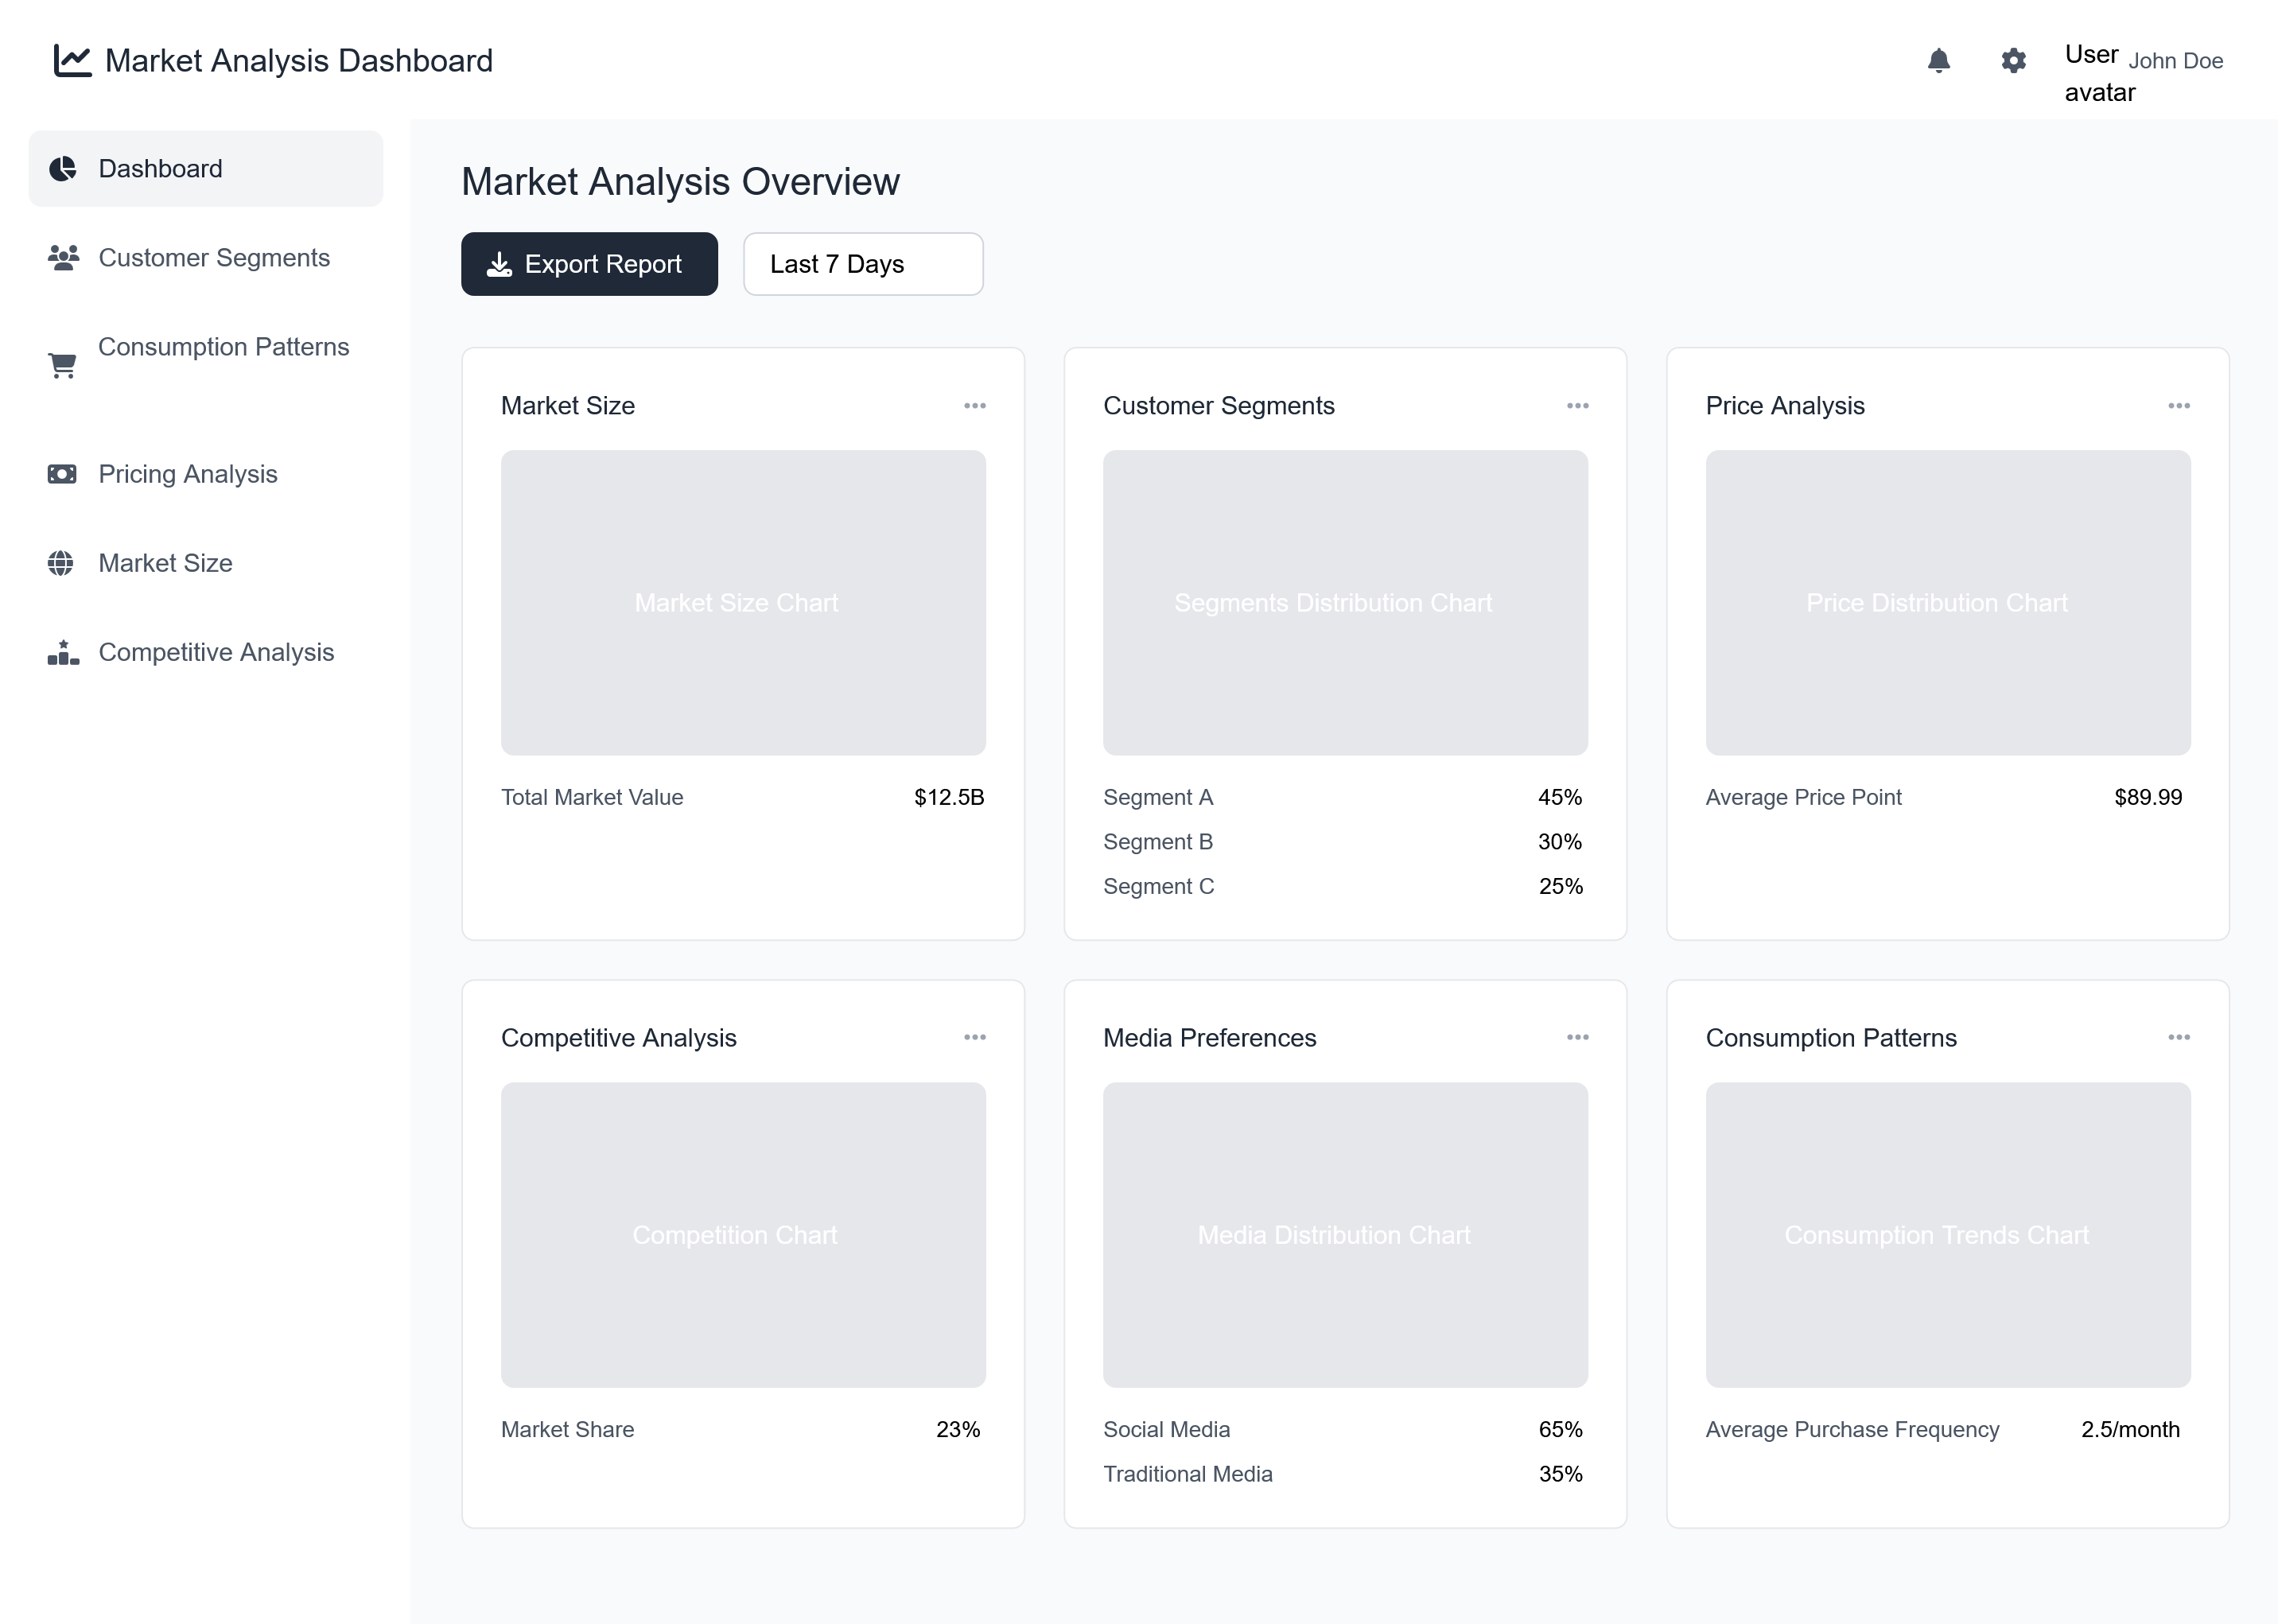 Market Analysis Dashboard
User avatar
John Doe
Dashboard
Customer Segments
Consumption Patterns
Pricing Analysis
Market Size
Competitive Analysis
Market Analysis Overview
Export Report
Last 7 Days
Market Size
Market Size Chart
Total Market Value $12.5B
Customer Segments
Segments Distribution Chart
Segment A 45%
Segment B 30%
Segment C 25%
Price Analysis
Price Distribution Chart
Average Price Point $89.99
Competitive Analysis
Competition Chart
Market Share 23%
Media Preferences
Media Distribution Chart
Social Media 65%
Traditional Media 35%
Consumption Patterns
Consumption Trends Chart
Average Purchase Frequency 2.5/month